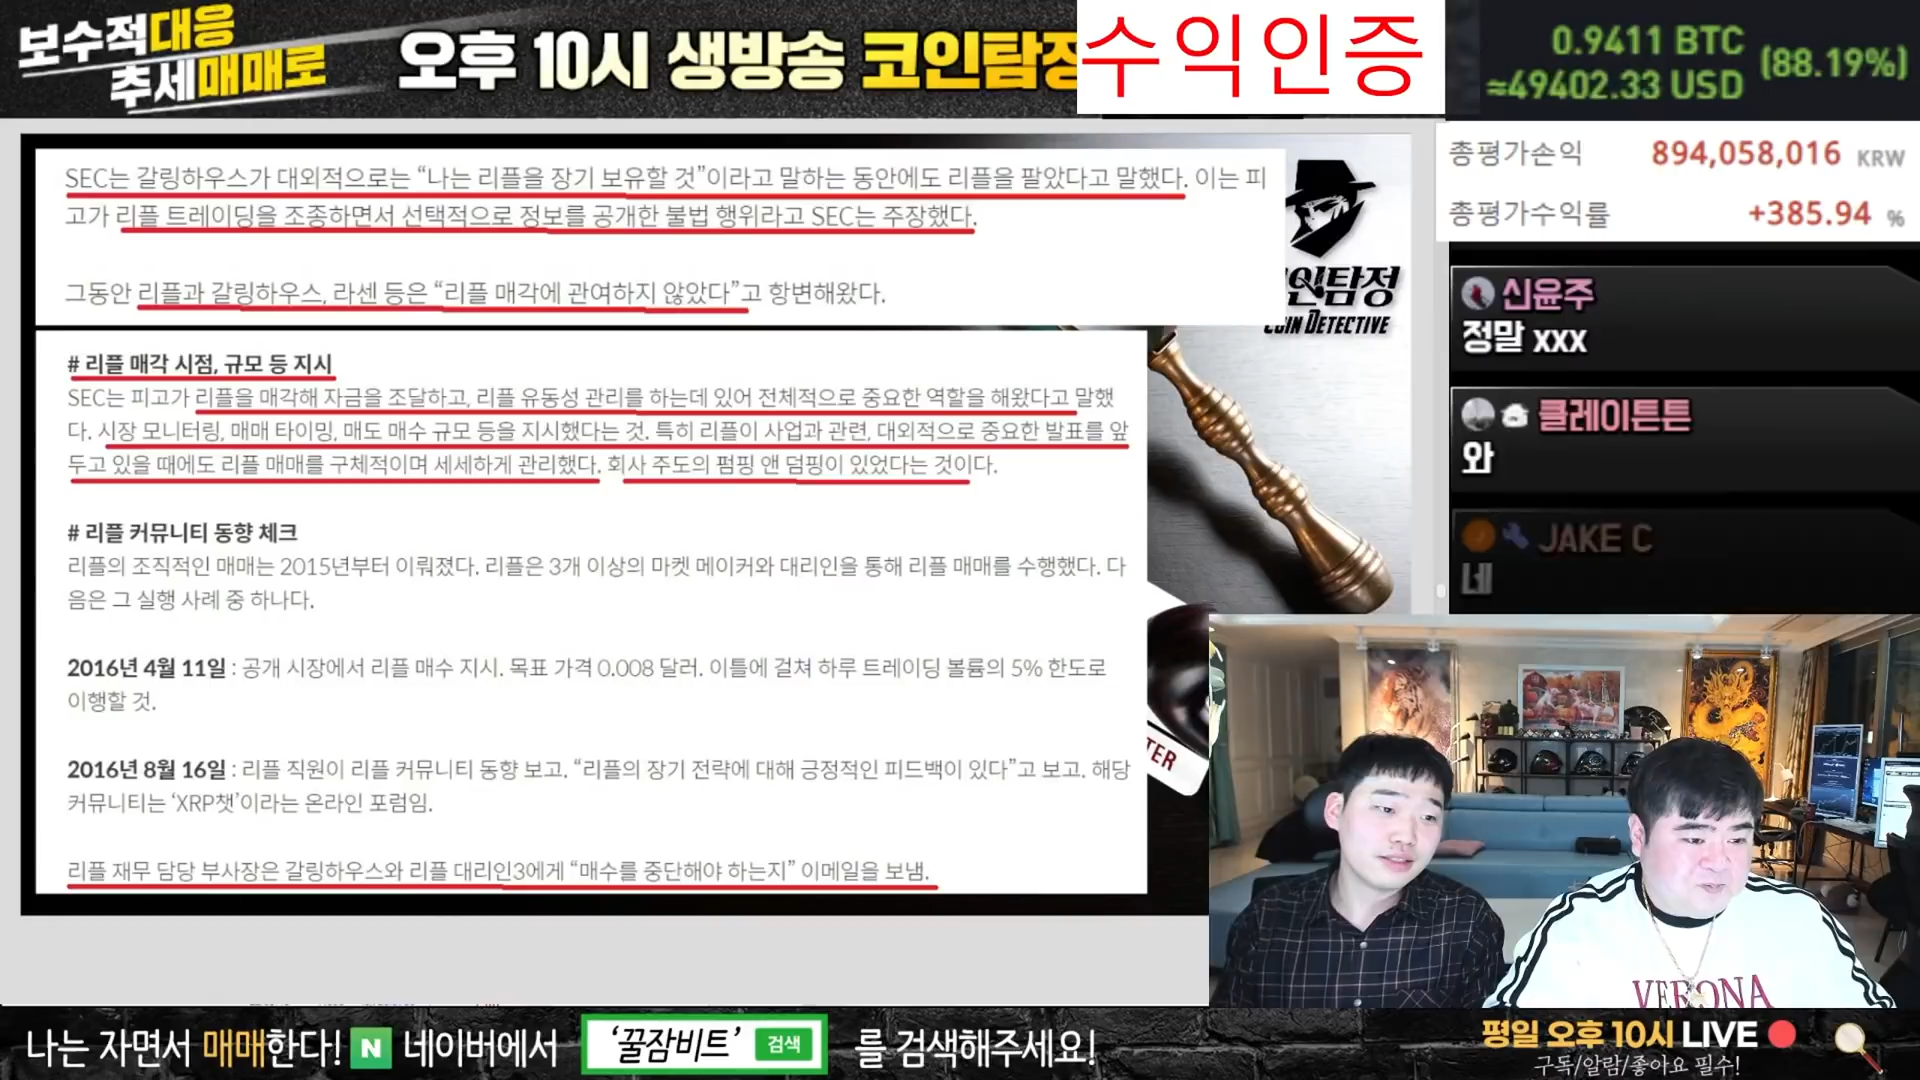 보수적대응
추세매매로
오후 10시 생방송 코인탐정
수익인증
0.9411 BTC
≈49402.33 USD
(88.19%)
총평가손익 894,058,016 KRW
총평가수익률 +385.94 %
SEC는 갈링하우스가 대외적으로는 “나는 리플을 장기 보유할 것”이라고 말하는 동안에도 리플을 팔았다고 말했다. 이는 피
고가 리플 트레이딩을 조종하면서 선택적으로 정보를 공개한 불법 행위라고 SEC는 주장했다.
그동안 리플과 갈링하우스, 라센 등은 “리플 매각에 관여하지 않았다”고 항변해왔다.
인탐정
COIN DETECTIVE
# 리플 매각 시점, 규모 등 지시
SEC는 피고가 리플을 매각해 자금을 조달하고, 리플 유동성 관리를 하는데 있어 전체적으로 중요한 역할을 해왔다고 말했
다. 시장 모니터링, 매매 타이밍, 매도 매수 규모 등을 지시했다는 것. 특히 리플이 사업과 관련, 대외적으로 중요한 발표를 앞
두고 있을 때에도 리플 매매를 구체적이며 세세하게 관리했다. 회사 주도의 펌핑 앤 덤핑이 있었다는 것이다.
# 리플 커뮤니티 동향 체크
리플의 조직적인 매매는 2015년부터 이뤄졌다. 리플은 3개 이상의 마켓 메이커와 대리인을 통해 리플 매매를 수행했다. 다
음은 그 실행 사례 중 하나다.
2016년 4월 11일 : 공개 시장에서 리플 매수 지시. 목표 가격 0.008 달러. 이틀에 걸쳐 하루 트레이딩 볼륨의 5% 한도로
이행할 것.
2016년 8월 16일 : 리플 직원이 리플 커뮤니티 동향 보고. “리플의 장기 전략에 대해 긍정적인 피드백이 있다”고 보고. 해당
커뮤니티는 ‘XRP챗’이라는 온라인 포럼임.
리플 재무 담당 부사장은 갈링하우스와 리플 대리인3에게 “매수를 중단해야 하는지” 이메일을 보냄.
TER
신윤주
정말 xxx
클레이튼튼
와
JAKE C
네
VERONA
나는 자면서 매매한다! N 네이버에서 ‘꿀잠비트’ 검색 를 검색해주세요!
평일 오후 10시 LIVE
구독/알람/좋아요 필수!